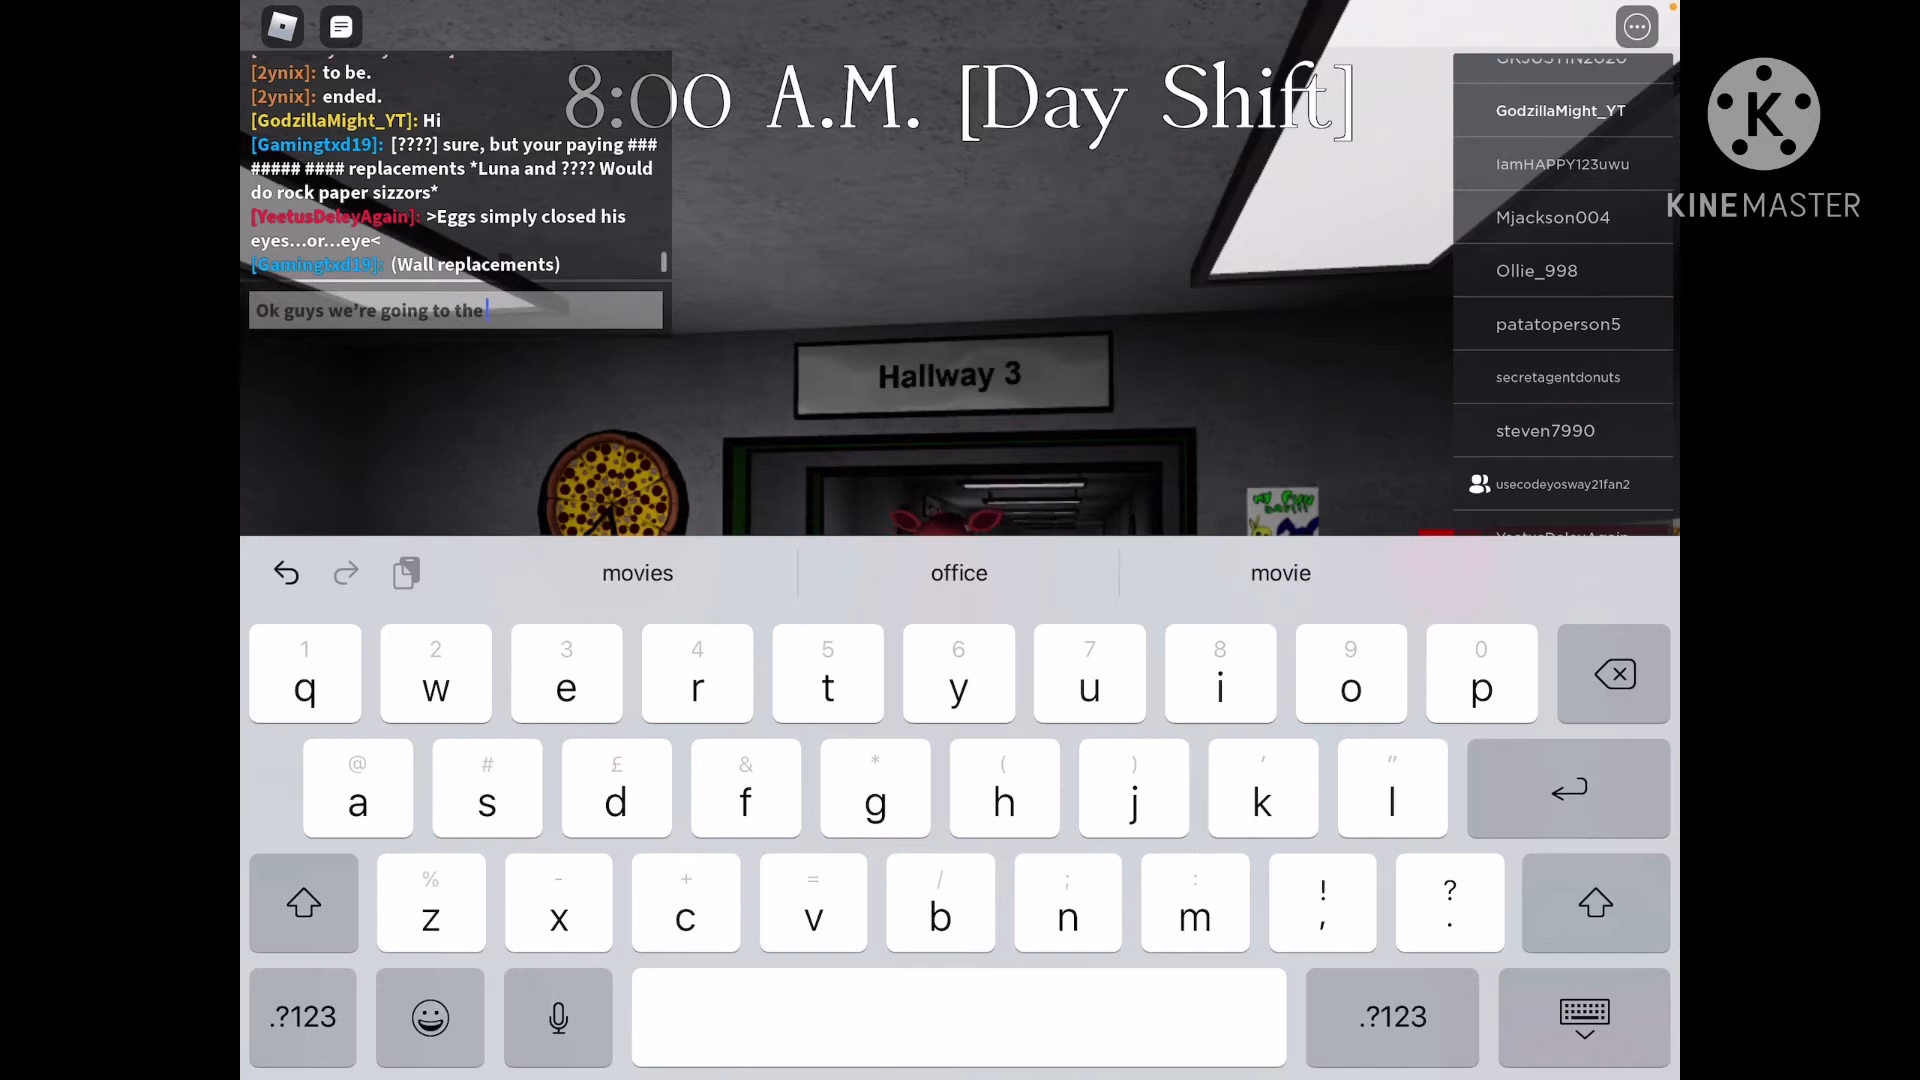 [2ynix]: to be.
[2ynix]: ended.
[GodzillaMight_YT]: Hi
[Gamingtxd19]: [????] sure, but your paying ###
##### #### replacements *Luna and ???? Would
do rock paper sizzors*
[YeetusDeleyAgain]: >Eggs simply closed his
eyes...or...eye<
[Gamingtxd19]: (Wall replacements)
Ok guys we’re going to the
8:00 A.M. [Day Shift]
GodzillaMight_YT
IamHAPPY123uwu
Mjackson004
Ollie_998
patatoperson5
secretagentdonuts
steven7990
usecodeyosway21fan2
K
KINEMASTER
Hallway 3
movies office movie
1 2 3 4 5 6 7 8 9 0
q w e r t y u i o p
@ # £ & * ( ) ' "
a s d f g h j k l
% - + = / ; : ! ?
z x c v b n m , .
.?123 .?123